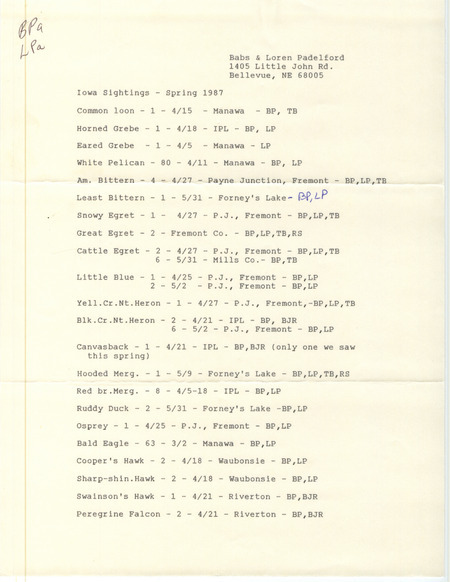 BPa
LPa
Babs & Loren Padelford
1405 Little John Rd.
Bellevue, NE 68005
Iowa Sightings - Spring 1987
Common loon - 1 - 4/15 - Manawa - BP, TB
Horned Grebe - 1 - 4/18 - IPL - BP, LP
Eared Grebe - 1 - 4/5 - Manawa - LP
White Pelican - 80 - 4/11 - Manawa - BP, LP
Am. Bittern - 4 - 4/27 - Payne Junction, Fremont - BP,LP,TB
Least Bittern - 1 - 5/31 - Forney's Lake - BP,LP
Snowy Egret - 1 - 4/27 - P.J., Fremont - BP,LP,TB
Great Egret - 2 - Fremont Co. - BP,LP,TB,RS
Cattle Egret - 2 - 4/27 - P.J., Fremont - BP,LP,TB
6 - 5/31 - Mills Co.- BP,TB
Little Blue - 1 - 4/25 - P.J., Fremont - BP,LP
2 - 5/2 - P.J., Fremont - BP,LP
Yell.Cr.Nt.Heron - 1 - 4/27 - P.J., Fremont,-BP,LP,TB
Blk.Cr.Nt.Heron - 2 - 4/21 - IPL - BP, BJR
6 - 5/2 - P.J., Fremont - BP,LP
Canvasback - 1 - 4/21 - IPL - BP,BJR (only one we saw
this spring)
Hooded Merg. - 1 - 5/9 - Forney's Lake - BP,LP,TB,RS
Red br.Merg. - 8 - 4/5-18 - IPL - BP,LP
Ruddy Duck - 2 - 5/31 - Forney's Lake -BP,LP
Osprey - 1 - 4/25 - P.J., Fremont - BP,LP
Bald Eagle - 63 - 3/2 - Manawa - BP,LP
Cooper's Hawk - 2 - 4/18 - Waubonsie - BP,LP
Sharp-shin.Hawk - 2 - 4/18 - Waubonsie - BP,LP
Swainson's Hawk - 1 - 4/21 - Riverton - BP,BJR
Peregrine Falcon - 2 - 4/21 - Riverton - BP,BJR